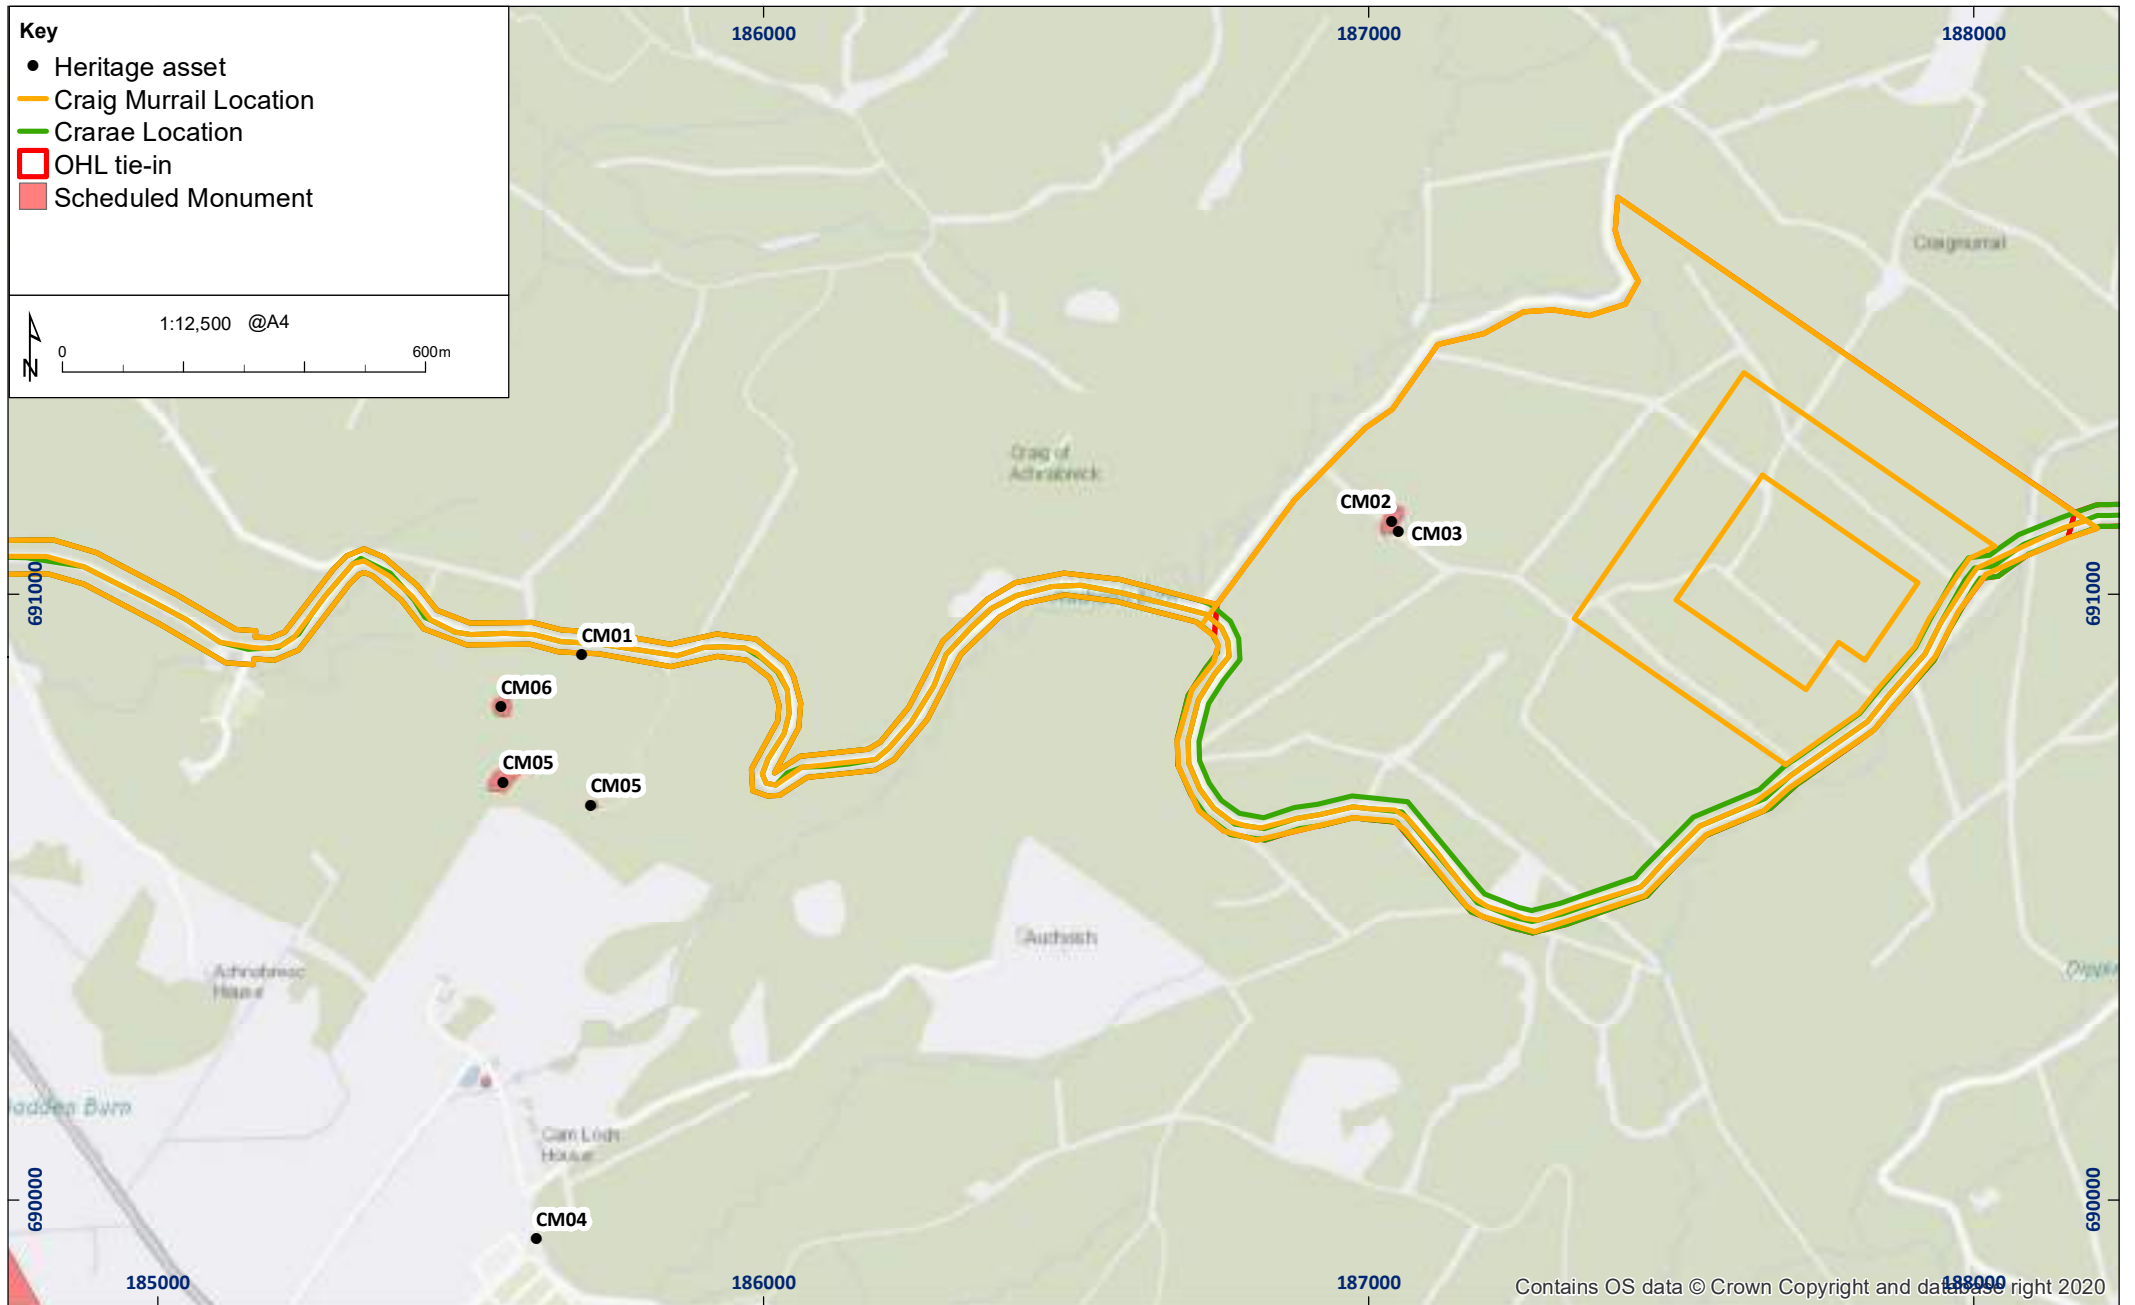 Key
Heritage asset
Craig Murrail Location
Crarae Location
OHL tie-in
Scheduled Monument
1:12,500 @A4
0 600m
N
186000 187000 188000
Craigmurrail
Craig of
Achnabreck
CM02
CM03
691000 691000
CM01
CM06
CM05
CM05
Auchoish
Achnabreac
House
Cairn Loch
House
690000 690000
CM04
185000 186000 187000 188000
Contains OS data © Crown Copyright and database right 2020